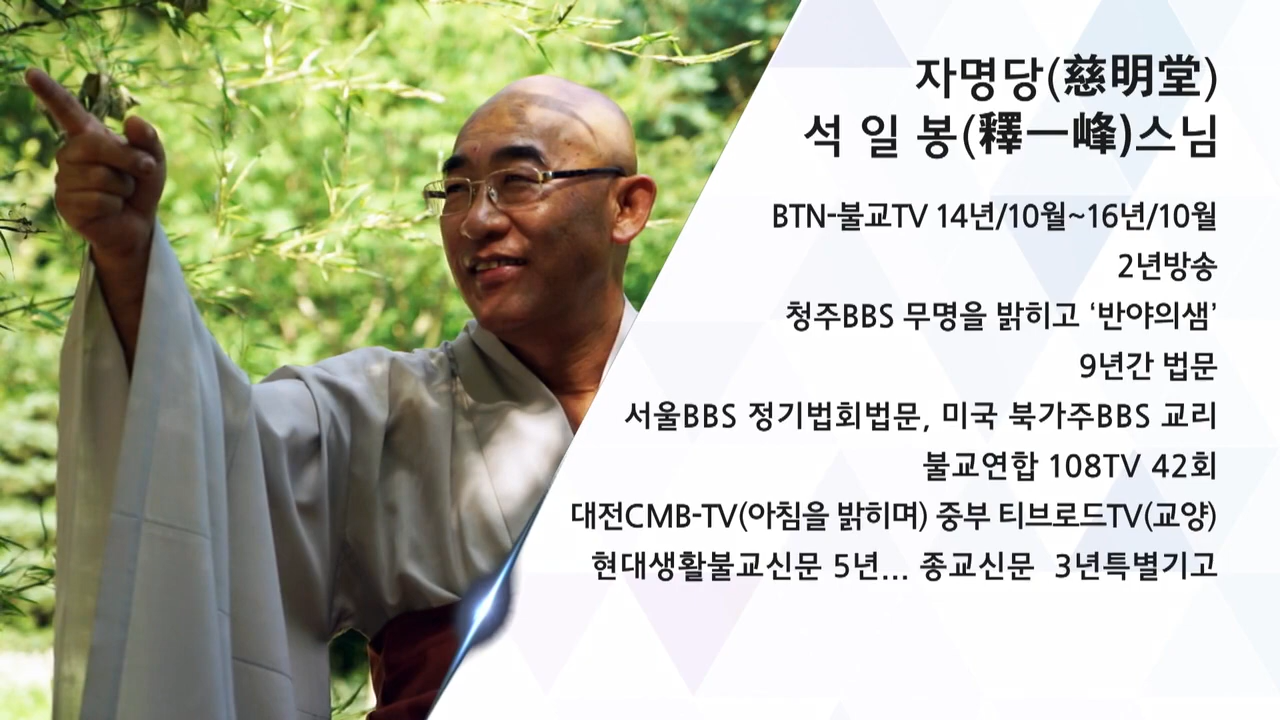 자명당(慈明堂)
석 일 봉(釋一峰)스님
BTN-불교TV 14년/10월~16년/10월
2년방송
청주BBS 무명을 밝히고 ‘반야의샘’
9년간 법문
서울BBS 정기법회법문, 미국 북가주BBS 교리
불교연합 108TV 42회
대전CMB-TV(아침을 밝히며) 중부 티브로드TV(교양)
현대생활불교신문 5년... 종교신문 3년특별기고